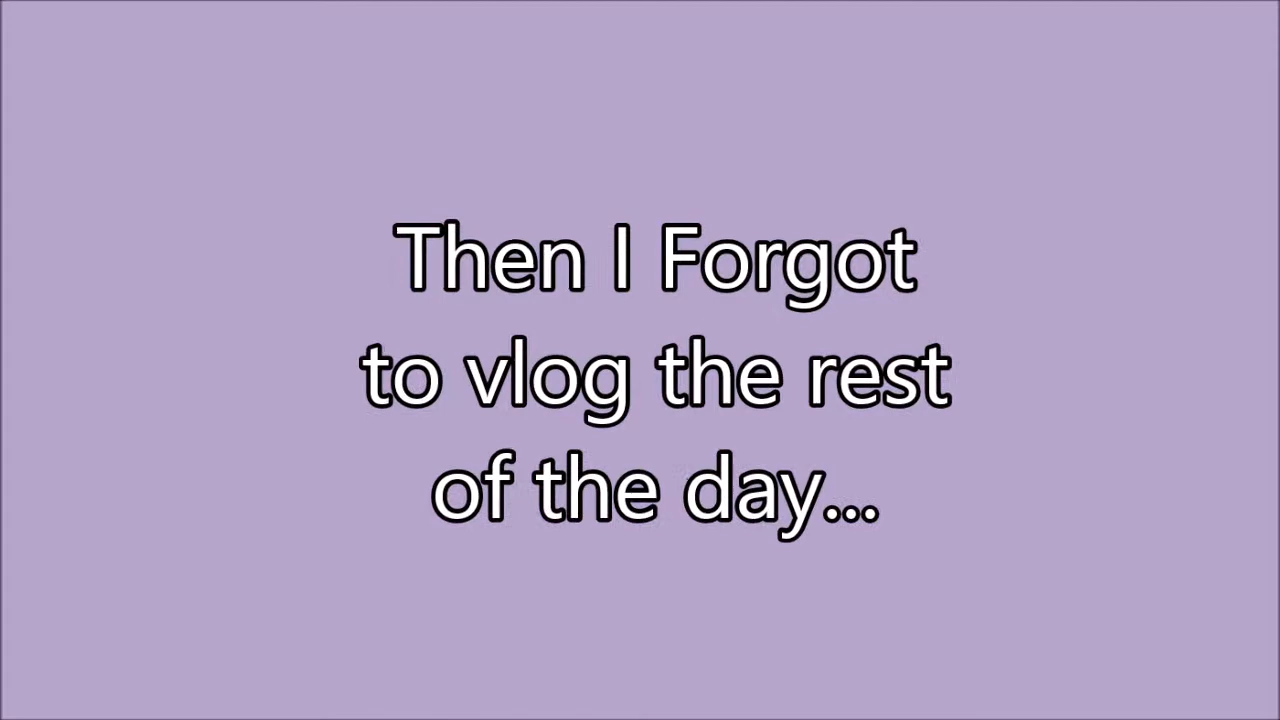 Then I Forgot
to vlog the rest
of the day...